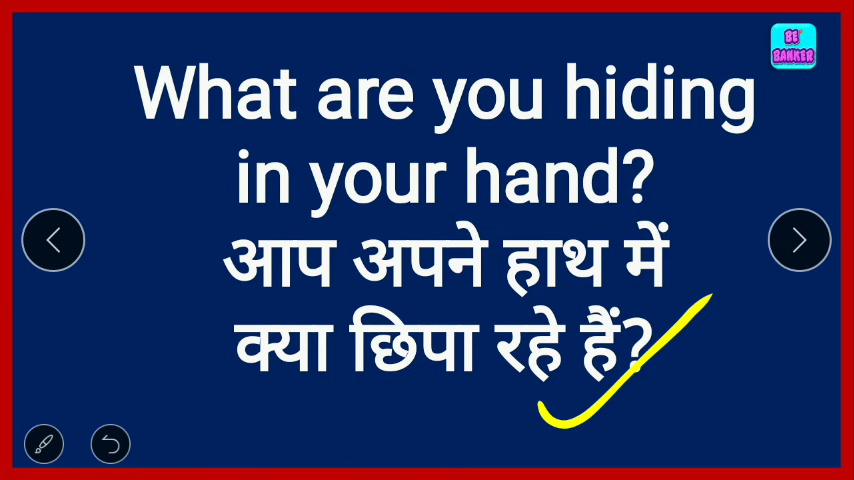 BE
BANKER
What are you hiding
in your hand?
आप अपने हाथ में
क्या छिपा रहे हैं?